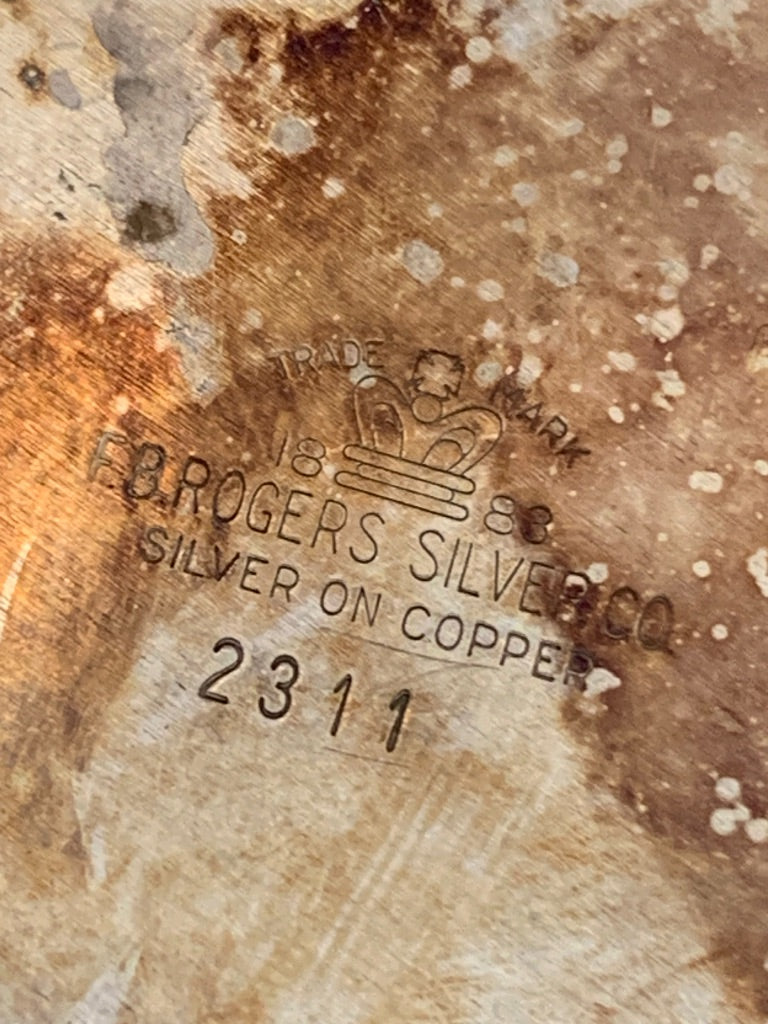 TRADE MARK
18 83
F.B. ROGERS SILVER CO.
SILVER ON COPPER
2311